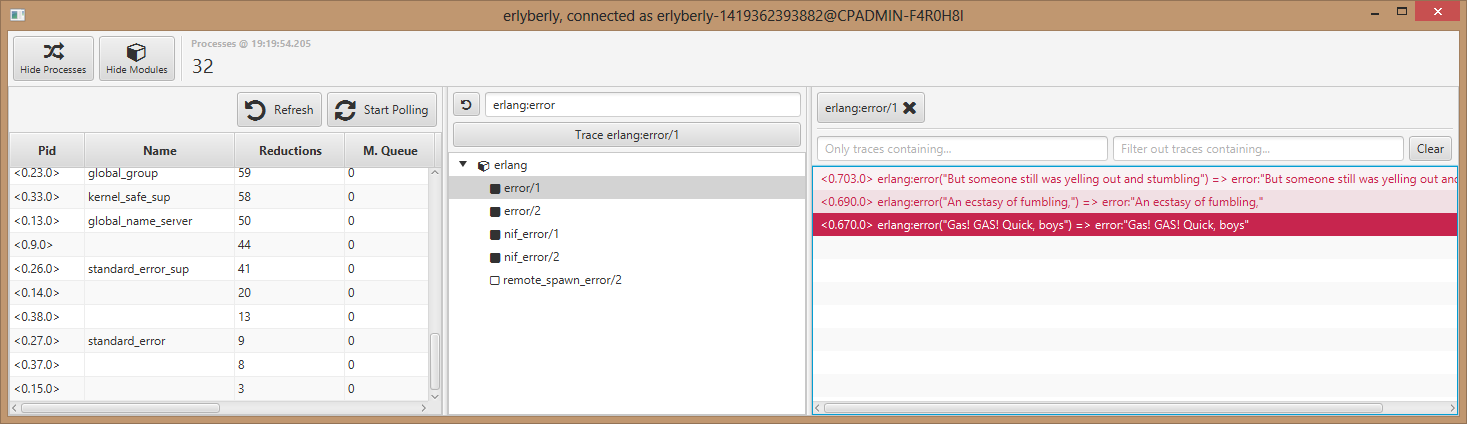 erlyberly, connected as erlyberly-1419362393882@CPADMIN-F4R0H8I
Hide Processes
Hide Modules
Processes @ 19:19:54.205
32
Refresh
Start Polling
Pid Name Reductions M. Queue
<0.23.0> global_group 59 0
<0.33.0> kernel_safe_sup 58 0
<0.13.0> global_name_server 50 0
<0.9.0> 44 0
<0.26.0> standard_error_sup 41 0
<0.14.0> 20 0
<0.38.0> 13 0
<0.27.0> standard_error 9 0
<0.37.0> 8 0
<0.15.0> 3 0
erlang:error
Trace erlang:error/1
erlang
error/1
error/2
nif_error/1
nif_error/2
remote_spawn_error/2
erlang:error/1
Only traces containing...
Filter out traces containing...
Clear
<0.703.0> erlang:error("But someone still was yelling out and stumbling") => error:"But someone still was yelling out and
<0.690.0> erlang:error("An ecstasy of fumbling,") => error:"An ecstasy of fumbling,"
<0.670.0> erlang:error("Gas! GAS! Quick, boys") => error:"Gas! GAS! Quick, boys"